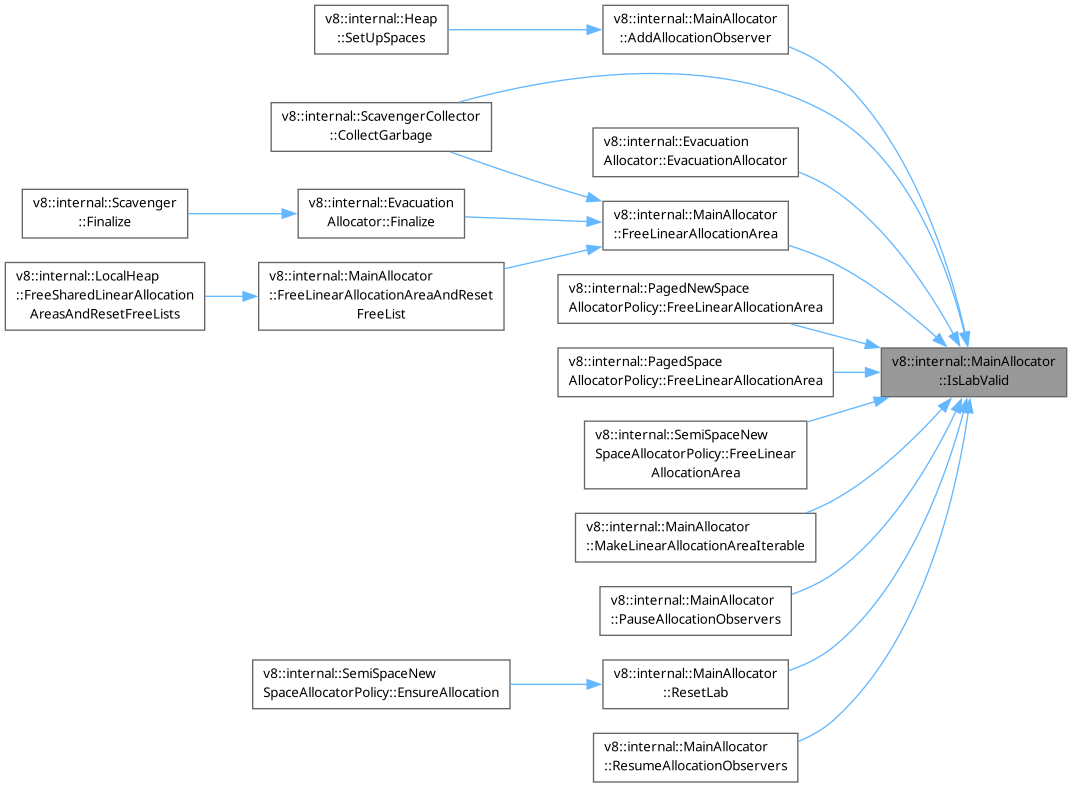 v8::internal::Heap
::SetUpSpaces
v8::internal::MainAllocator
::AddAllocationObserver
v8::internal::ScavengerCollector
::CollectGarbage
v8::internal::Evacuation
Allocator::EvacuationAllocator
v8::internal::Scavenger
::Finalize
v8::internal::Evacuation
Allocator::Finalize
v8::internal::MainAllocator
::FreeLinearAllocationArea
v8::internal::LocalHeap
::FreeSharedLinearAllocation
AreasAndResetFreeLists
v8::internal::MainAllocator
::FreeLinearAllocationAreaAndReset
FreeList
v8::internal::PagedNewSpace
AllocatorPolicy::FreeLinearAllocationArea
v8::internal::PagedSpace
AllocatorPolicy::FreeLinearAllocationArea
v8::internal::MainAllocator
::IsLabValid
v8::internal::SemiSpaceNew
SpaceAllocatorPolicy::FreeLinear
AllocationArea
v8::internal::MainAllocator
::MakeLinearAllocationAreaIterable
v8::internal::MainAllocator
::PauseAllocationObservers
v8::internal::SemiSpaceNew
SpaceAllocatorPolicy::EnsureAllocation
v8::internal::MainAllocator
::ResetLab
v8::internal::MainAllocator
::ResumeAllocationObservers